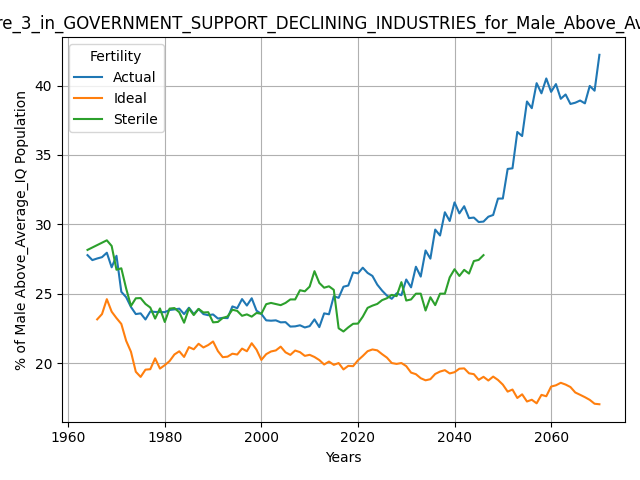 re_3_in_GOVERNMENT_SUPPORT_DECLINING_INDUSTRIES_for_Male_Above_Av
Fertility
Actual
Ideal
Sterile
% of Male Above_Average_IQ Population
40
35
30
25
20
1960
1980
2000
2020
2040
2060
Years